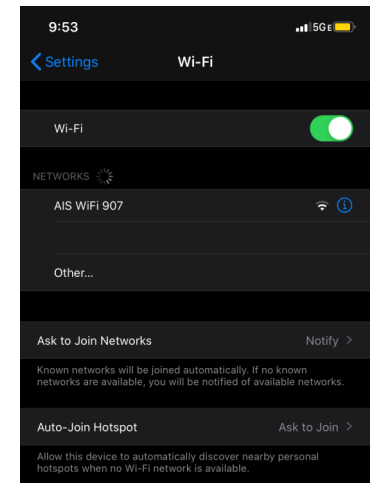 9:53
5G E
Settings
Wi-Fi
Wi-Fi
NETWORKS
AIS WiFi 907
Other...
Ask to Join Networks
Notify
Known networks will be joined automatically. If no known
networks are available, you will be notified of available networks.
Auto-Join Hotspot
Ask to Join
Allow this device to automatically discover nearby personal
hotspots when no Wi-Fi network is available.